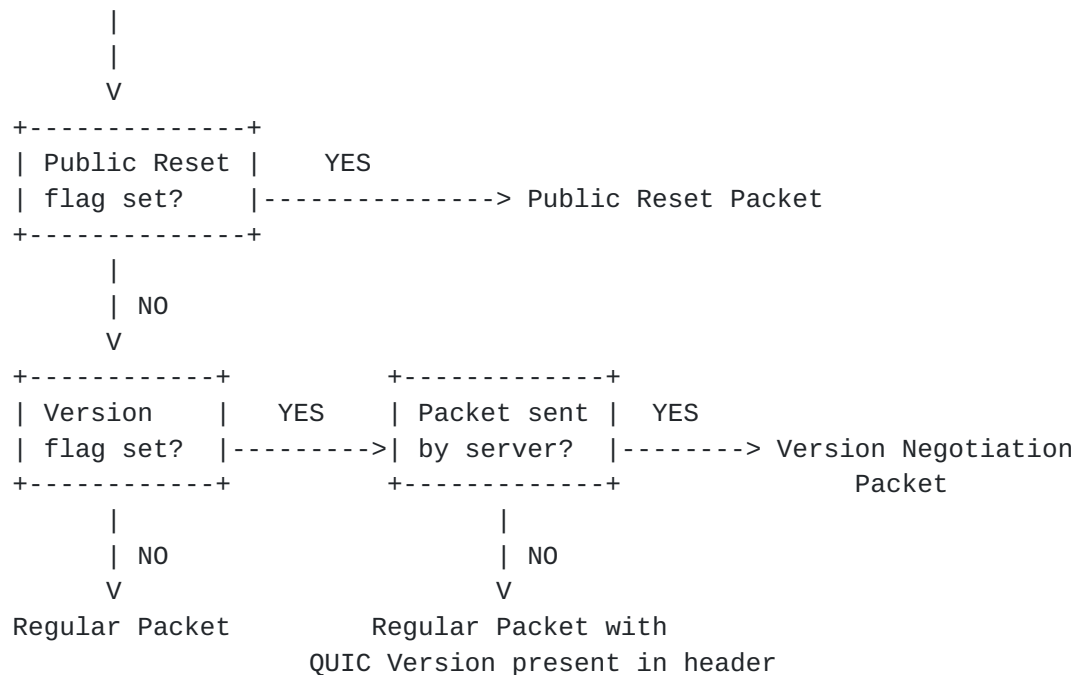 |
|
V
+--------------+
| Public Reset |    YES
| flag set?    |---------------> Public Reset Packet
+--------------+
|
| NO
V
+------------+          +-------------+
| Version    |   YES    | Packet sent |  YES
| flag set?  |--------->| by server?  |--------> Version Negotiation
+------------+          +-------------+               Packet
|                         |
| NO                      | NO
V                         V
Regular Packet         Regular Packet with
QUIC Version present in header